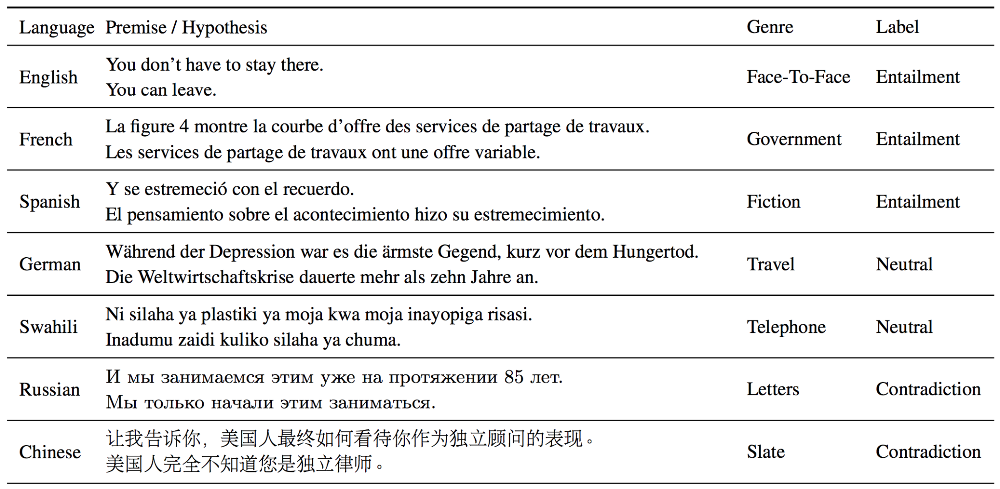 Language Premise / Hypothesis Genre Label
English
You don’t have to stay there.
You can leave.
Face-To-Face Entailment
French
La figure 4 montre la courbe d’offre des services de partage de travaux.
Les services de partage de travaux ont une offre variable.
Government Entailment
Spanish
Y se estremeció con el recuerdo.
El pensamiento sobre el acontecimiento hizo su estremecimiento.
Fiction Entailment
German
Während der Depression war es die ärmste Gegend, kurz vor dem Hungertod.
Die Weltwirtschaftskrise dauerte mehr als zehn Jahre an.
Travel Neutral
Swahili
Ni silaha ya plastiki ya moja kwa moja inayopiga risasi.
Inadumu zaidi kuliko silaha ya chuma.
Telephone Neutral
Russian
И мы занимаемся этим уже на протяжении 85 лет.
Мы только начали этим заниматься.
Letters Contradiction
Chinese
让我告诉你，美国人最终如何看待你作为独立顾问的表现。
美国人完全不知道您是独立律师。
Slate Contradiction